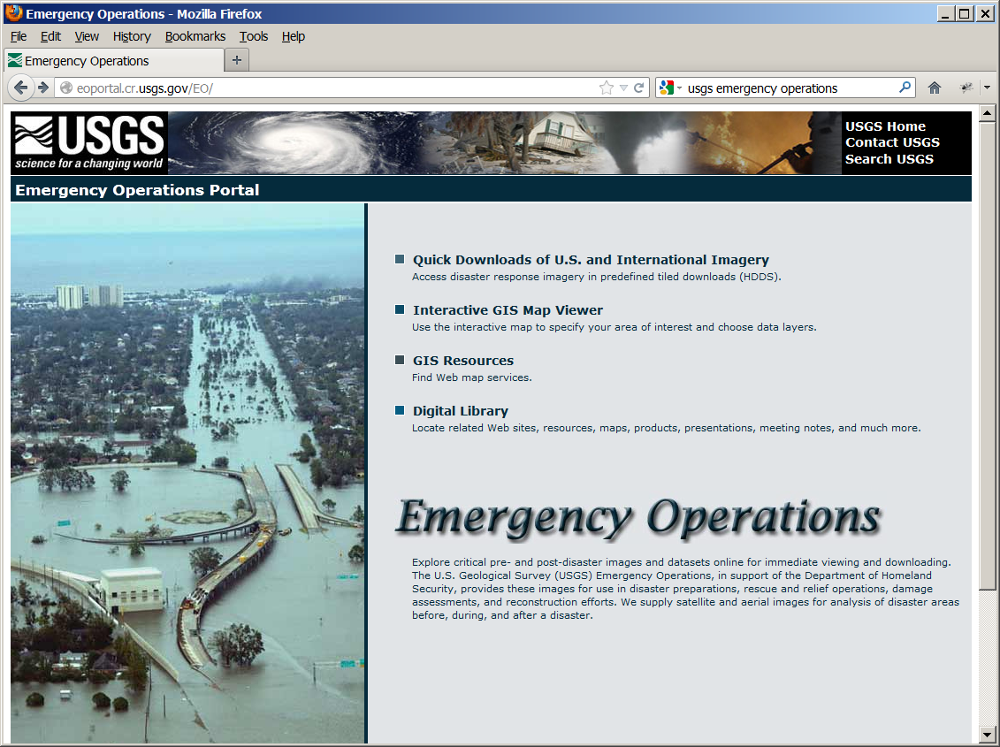 Emergency Operations - Mozilla Firefox
File Edit View History Bookmarks Tools Help
Emergency Operations
eoportal.cr.usgs.gov/EO/
usgs emergency operations
USGS
science for a changing world
USGS Home
Contact USGS
Search USGS
Emergency Operations Portal
Quick Downloads of U.S. and International Imagery
Access disaster response imagery in predefined tiled downloads (HDDS).
Interactive GIS Map Viewer
Use the interactive map to specify your area of interest and choose data layers.
GIS Resources
Find Web map services.
Digital Library
Locate related Web sites, resources, maps, products, presentations, meeting notes, and much more.
Emergency Operations
Explore critical pre- and post-disaster images and datasets online for immediate viewing and downloading.
The U.S. Geological Survey (USGS) Emergency Operations, in support of the Department of Homeland
Security, provides these images for use in disaster preparations, rescue and relief operations, damage
assessments, and reconstruction efforts. We supply satellite and aerial images for analysis of disaster areas
before, during, and after a disaster.